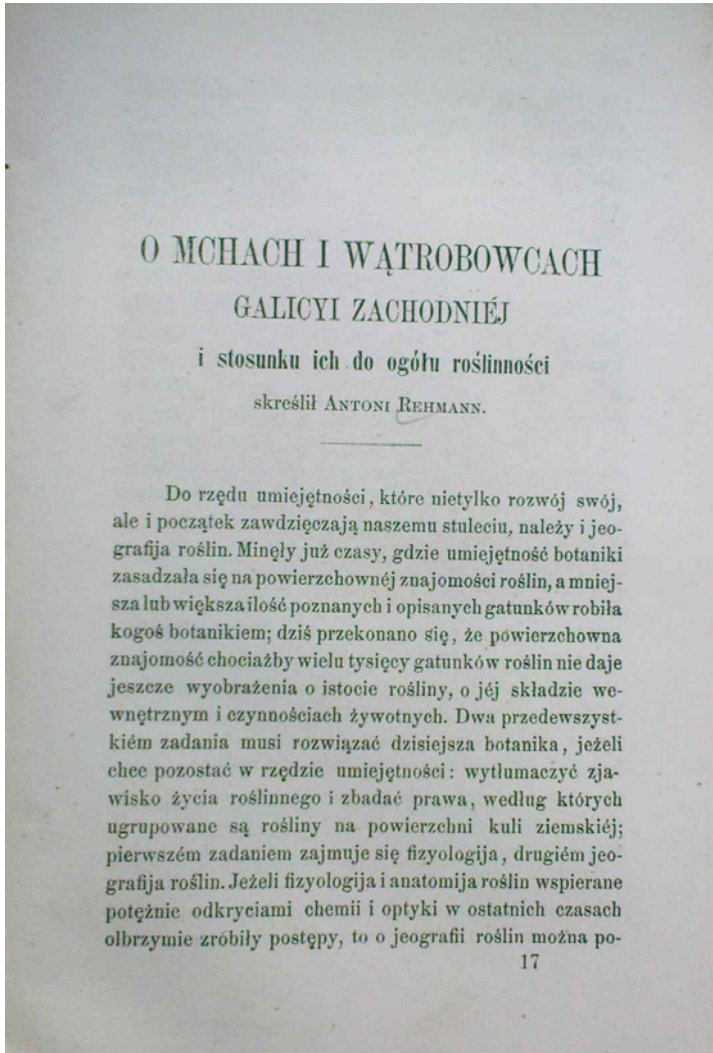 O MCHACH I WĄTROBOWCACH
GALICYI ZACHODNIÉJ
i stosunku ich do ogółu roślinności
skreślił ANTONI REHMANN.
Do rzędu umiejętności, które nietylko rozwój swój,
ale i początek zawdzięczają naszemu stuleciu, należy i jeo-
grafija roślin. Minęły już czasy, gdzie umiejętność botaniki
zasadzała się na powierzchownéj znajomości roślin, a mniej-
sza lub większa ilość poznanych i opisanych gatunków robiła
kogoś botanikiem; dziś przekonano się, że powierzchowna
znajomość chociażby wielu tysięcy gatunków roślin nie daje
jeszcze wyobrażenia o istocie rośliny, o jéj składzie we-
wnętrznym i czynnościach żywotnych. Dwa przedewszyst-
kiém zadania musi rozwiązać dzisiejsza botanika, jeżeli
chce pozostać w rzędzie umiejętności: wytłumaczyć zja-
wisko życia roślinnego i zbadać prawa, według których
ugrupowane są rośliny na powierzchni kuli ziemskiéj;
pierwszém zadaniem zajmuje się fizyologija, drugiém jeo-
grafija roślin. Jeżeli fizyologija i anatomija roślin wspierane
potężnie odkryciami chemii i optyki w ostatnich czasach
olbrzymie zrobiły postępy, to o jeografii roślin można po-
17